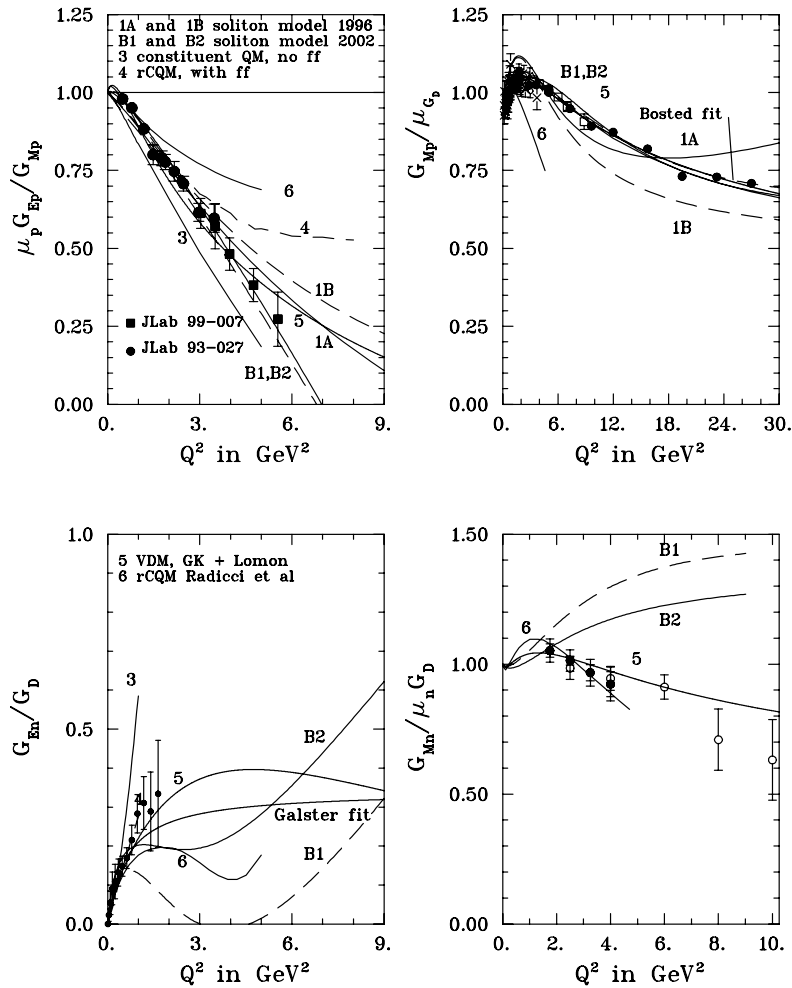 1A and 1B soliton model 1996
B1 and B2 soliton model 2002
3 constituent QM, no ff
4 rCQM, with ff
1.25
1.00
0.75
0.50
0.25
0.00
μpGEp/GMp
6
4
3
1B
5
1A
B1,B2
JLab 99-007
JLab 93-027
0. 3. 6. 9.
Q² in GeV²
1.25
1.00
0.75
0.50
0.25
0.00
GMp/μGD
B1,B2
5
Bosted fit
6
1A
1B
0. 6. 12. 18. 24. 30.
Q² in GeV²
1.0
0.5
0.0
GEn/GD
5 VDM, GK + Lomon
6 rCQM Radicci et al
3
4
5
B2
Galster fit
6
B1
0. 3. 6. 9.
Q² in GeV²
1.50
1.00
0.50
0.00
GMn/μnGD
B1
B2
6
5
0. 2. 4. 6. 8. 10.
Q² in GeV²